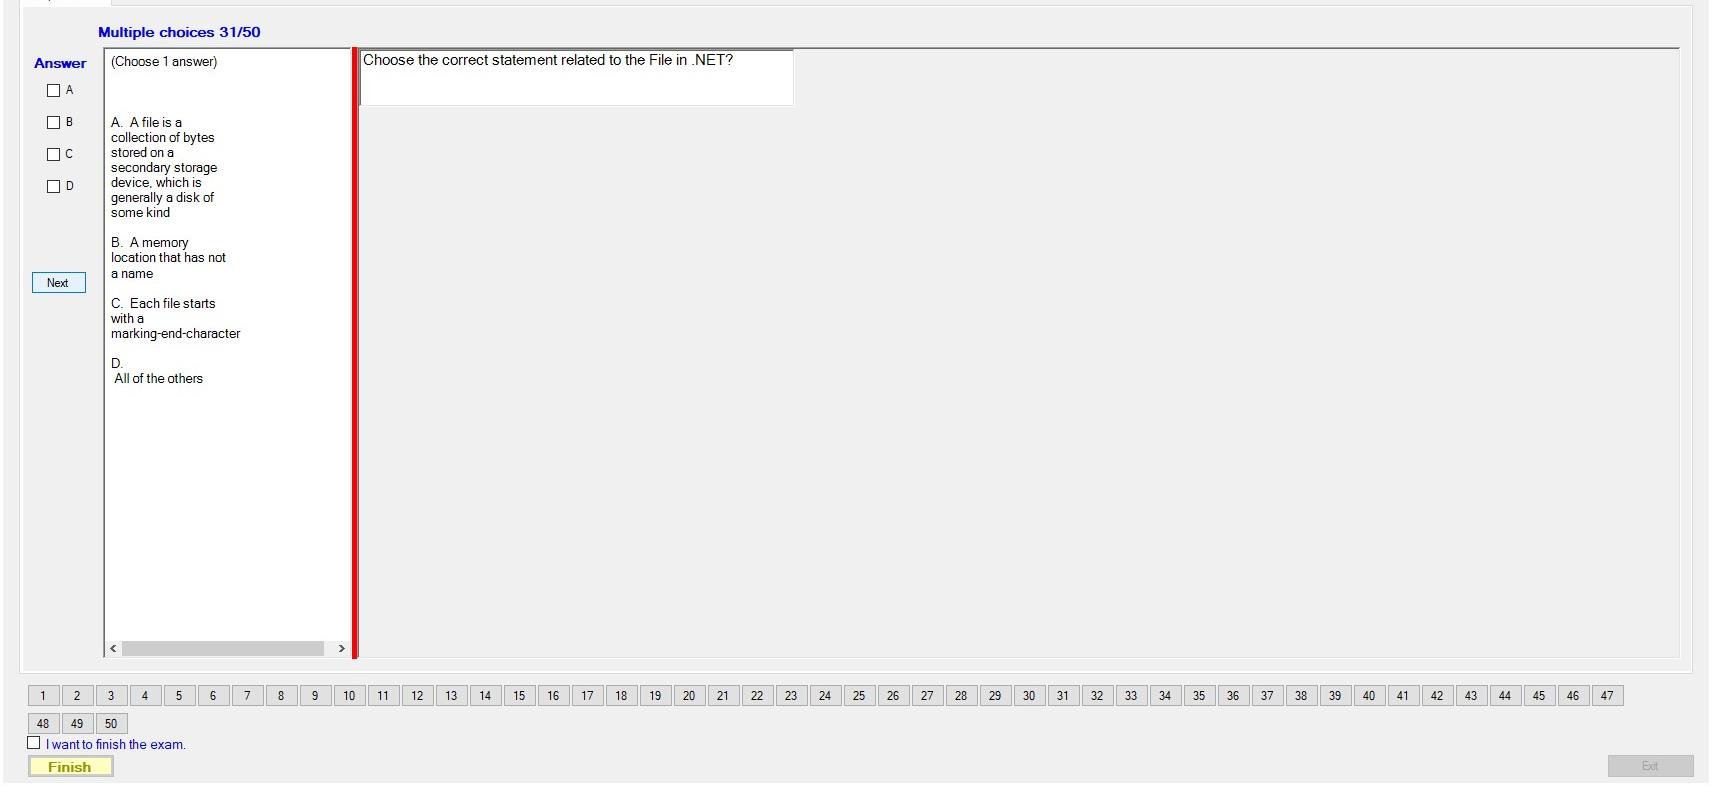 Multiple choices 31/50
Answer
A
B
C
D
Next
(Choose 1 answer)
A. A file is a
collection of bytes
stored on a
secondary storage
device, which is
generally a disk of
some kind
B. A memory
location that has not
a name
C. Each file starts
with a
marking-end-character
D.
All of the others
Choose the correct statement related to the File in .NET?
1 2 3 4 5 6 7 8 9 10 11 12 13 14 15 16 17 18 19 20 21 22 23 24 25 26 27 28 29 30 31 32 33 34 35 36 37 38 39 40 41 42 43 44 45 46 47
48 49 50
I want to finish the exam.
Finish
Exit